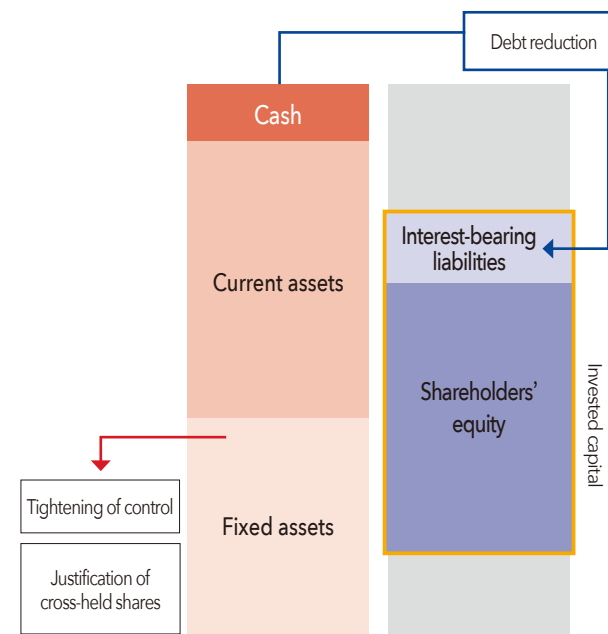 Debt reduction
Cash
Interest-bearing
liabilities
Current assets
Shareholders’
equity
Invested capital
Tightening of control
Fixed assets
Justification of
cross-held shares